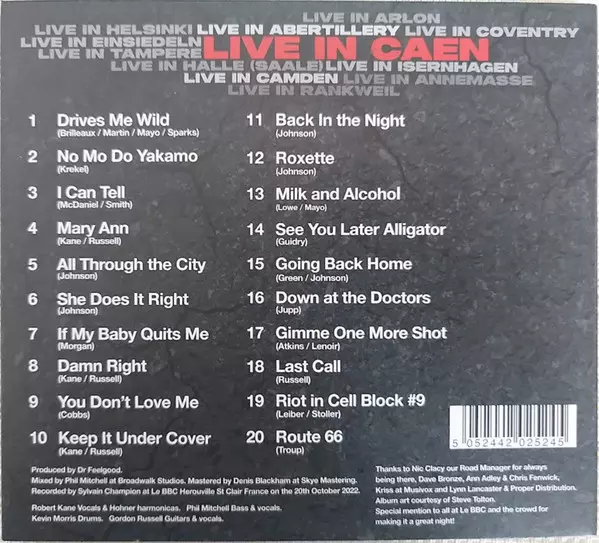 LIVE IN ARLON
LIVE IN HELSINKI LIVE IN ABERTILLERY LIVE IN COVENTRY
LIVE IN EINSIEDELN LIVE IN CAEN
LIVE IN TAMPERE
LIVE IN HALLE (SAALE) LIVE IN ISERNHAGEN
LIVE IN CAMDEN LIVE IN ANNEMASSE
LIVE IN RANKWEIL
1 Drives Me Wild
(Brilleaux / Martin / Mayo / Sparks)
2 No Mo Do Yakamo
(Krekel)
3 I Can Tell
(McDaniel / Smith)
4 Mary Ann
(Kane / Russell)
5 All Through the City
(Johnson)
6 She Does It Right
(Johnson)
7 If My Baby Quits Me
(Morgan)
8 Damn Right
(Kane / Russell)
9 You Don't Love Me
(Cobbs)
10 Keep It Under Cover
(Kane / Russell)
11 Back In the Night
(Johnson)
12 Roxette
(Johnson)
13 Milk and Alcohol
(Lowe / Mayo)
14 See You Later Alligator
(Guidry)
15 Going Back Home
(Green / Johnson)
16 Down at the Doctors
(Jupp)
17 Gimme One More Shot
(Atkins / Lenoir)
18 Last Call
(Russell)
19 Riot in Cell Block #9
(Leiber / Stoller)
20 Route 66
(Troup)
5 052442 025245
Produced by Dr Feelgood.
Mixed by Phil Mitchell at Broadwalk Studios. Mastered by Denis Blackham at Skye Mastering.
Recorded by Sylvain Champion at Le BBC Herouville St Clair France on the 20th October 2022.
Robert Kane Vocals & Hohner harmonicas. Phil Mitchell Bass & vocals.
Kevin Morris Drums. Gordon Russell Guitars & vocals.
Thanks to Nic Clacy our Road Manager for always
being there, Dave Bronze, Ann Adley & Chris Fenwick,
Kriss at Musivox and Lynn Lancaster & Proper Distribution.
Album art courtesy of Steve Tolton.
Special mention to all at Le BBC and the crowd for
making it a great night!